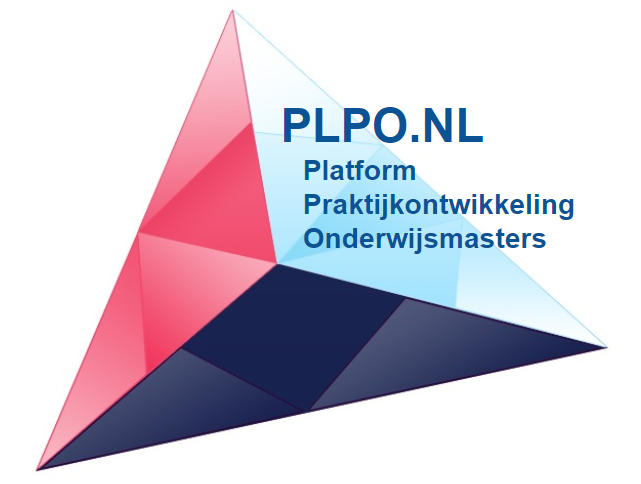 PLPO.NL
Platform
Praktijkontwikkeling
Onderwijsmasters